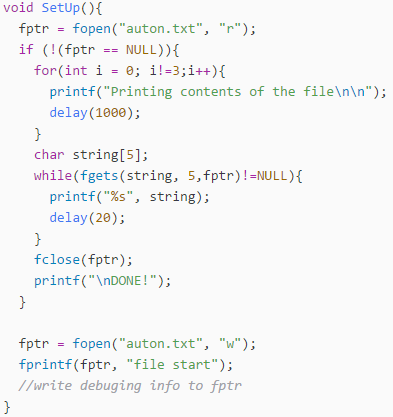 void SetUp(){
  fptr = fopen("auton.txt", "r");
  if (!(fptr == NULL)){
    for(int i = 0; i!=3;i++){
      printf("Printing contents of the file\n\n");
      delay(1000);
    }
    char string[5];
    while(fgets(string, 5,fptr)!=NULL){
      printf("%s", string);
      delay(20);
    }
    fclose(fptr);
    printf("\nDONE!");
  }

  fptr = fopen("auton.txt", "w");
  fprintf(fptr, "file start");
  //write debuging info to fptr
}